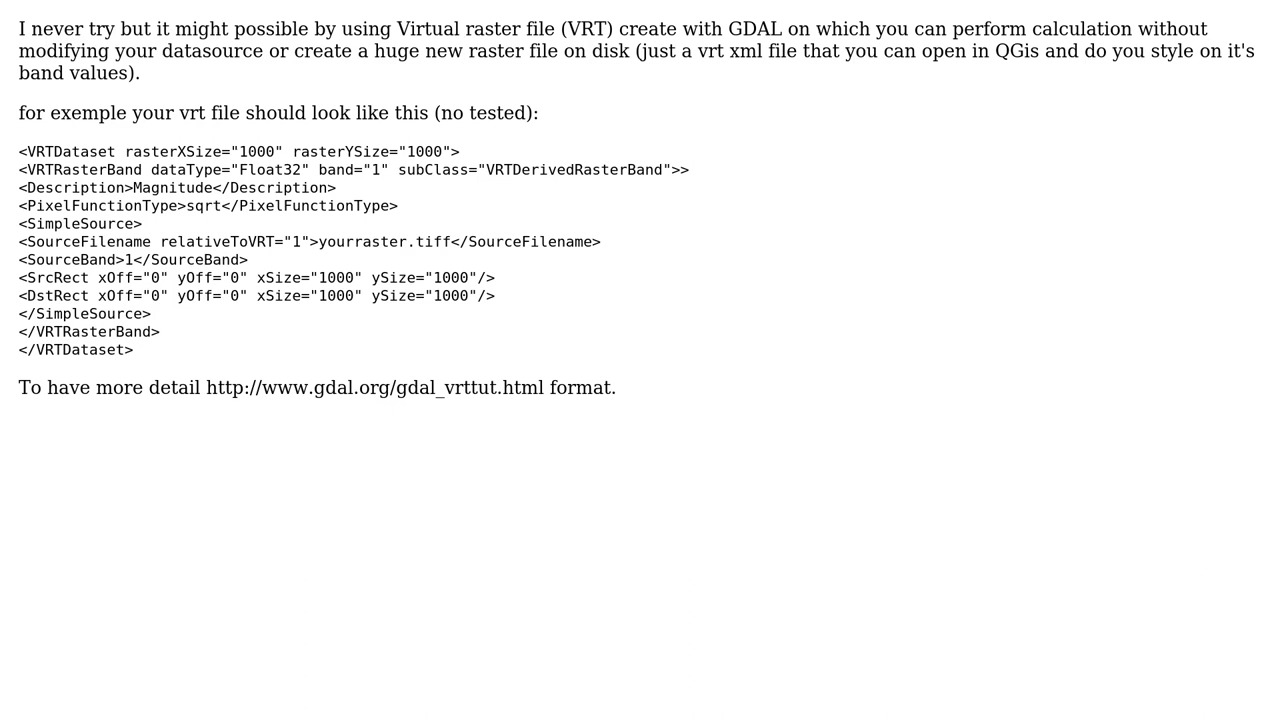 I never try but it might possible by using Virtual raster file (VRT) create with GDAL on which you can perform calculation without
modifying your datasource or create a huge new raster file on disk (just a vrt xml file that you can open in QGis and do you style on it's
band values).
for exemple your vrt file should look like this (no tested):
<VRTDataset rasterXSize="1000" rasterYSize="1000">
<VRTRasterBand dataType="Float32" band="1" subClass="VRTDerivedRasterBand">>
<Description>Magnitude</Description>
<PixelFunctionType>sqrt</PixelFunctionType>
<SimpleSource>
<SourceFilename relativeToVRT="1">yourraster.tiff</SourceFilename>
<SourceBand>1</SourceBand>
<SrcRect xOff="0" yOff="0" xSize="1000" ySize="1000"/>
<DstRect xOff="0" yOff="0" xSize="1000" ySize="1000"/>
</SimpleSource>
</VRTRasterBand>
</VRTDataset>
To have more detail http://www.gdal.org/gdal_vrttut.html format.